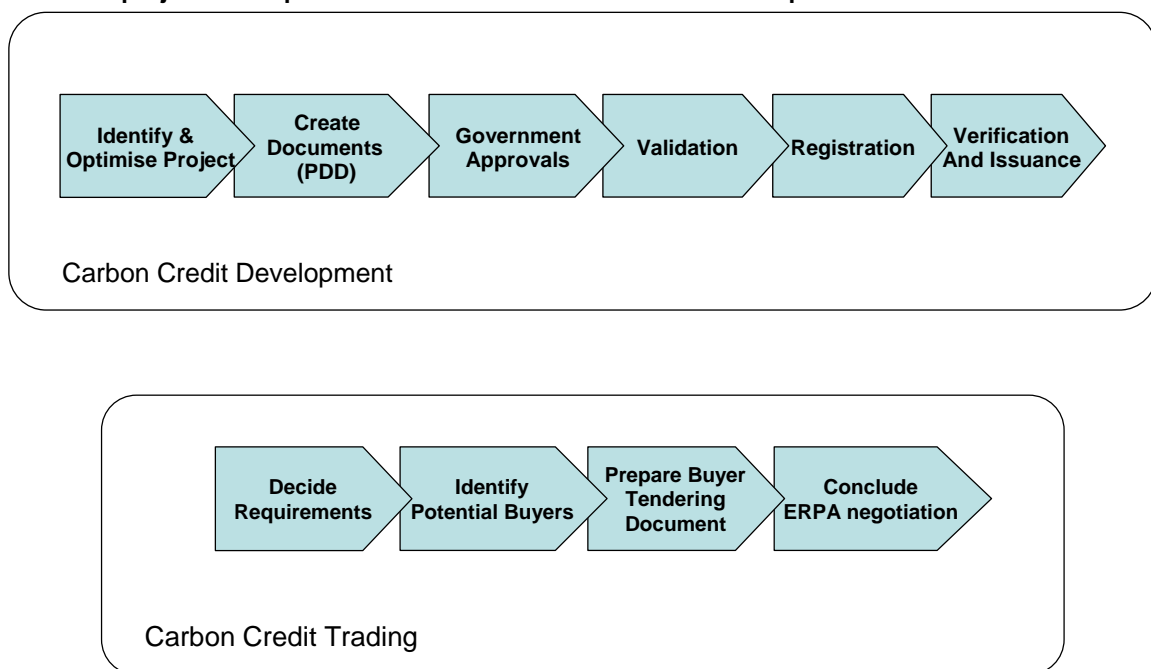 Identify &
Optimise Project
Create
Documents
(PDD)
Government
Approvals
Validation
Registration
Verification
And Issuance
Carbon Credit Development
Decide
Requirements
Identify
Potential Buyers
Prepare Buyer
Tendering
Document
Conclude
ERPA negotiation
Carbon Credit Trading